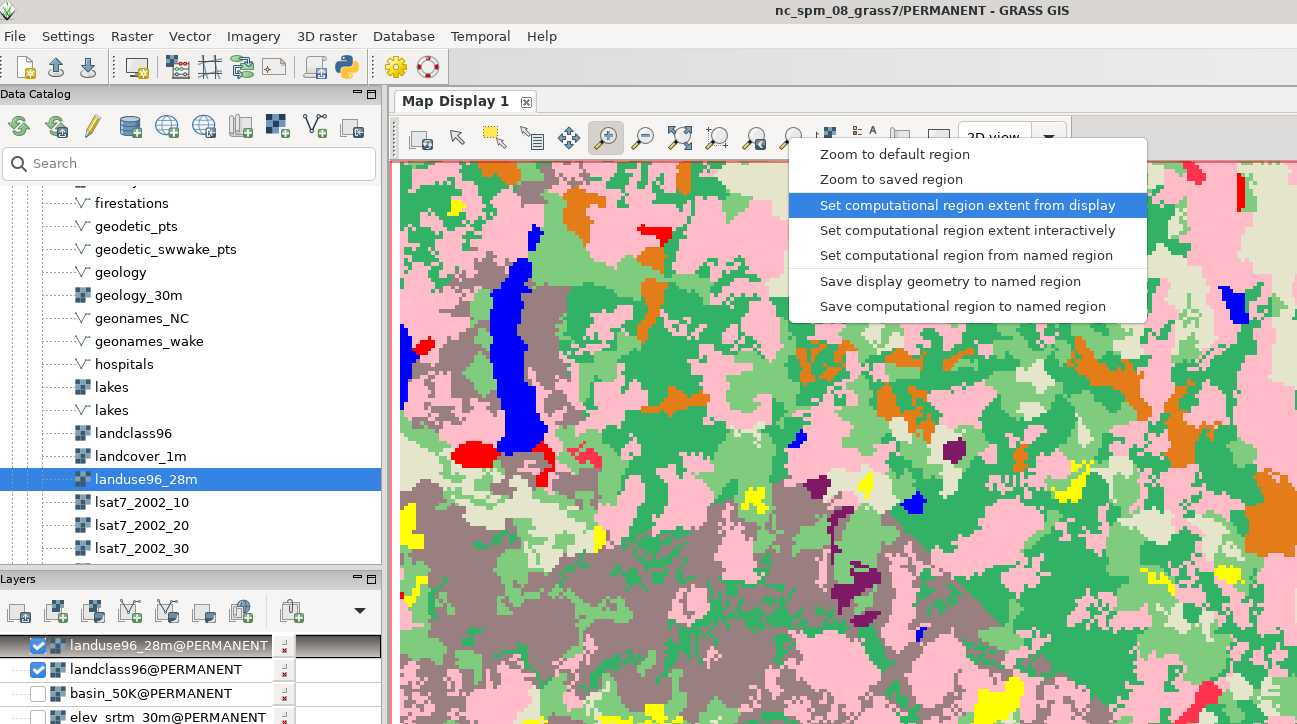 nc_spm_08_grass7/PERMANENT - GRASS GIS
File Settings Raster Vector Imagery 3D raster Database Temporal Help
Data Catalog
Search
firestations
geodetic_pts
geodetic_swwake_pts
geology
geology_30m
geonames_NC
geonames_wake
hospitals
lakes
lakes
landclass96
landcover_1m
landuse96_28m
lsat7_2002_10
lsat7_2002_20
lsat7_2002_30
Layers
landuse96_28m@PERMANENT
landclass96@PERMANENT
basin_50K@PERMANENT
elev_srtm_30m@PERMANENT
Map Display 1
A
2D view
Zoom to default region
Zoom to saved region
Set computational region extent from display
Set computational region extent interactively
Set computational region from named region
Save display geometry to named region
Save computational region to named region